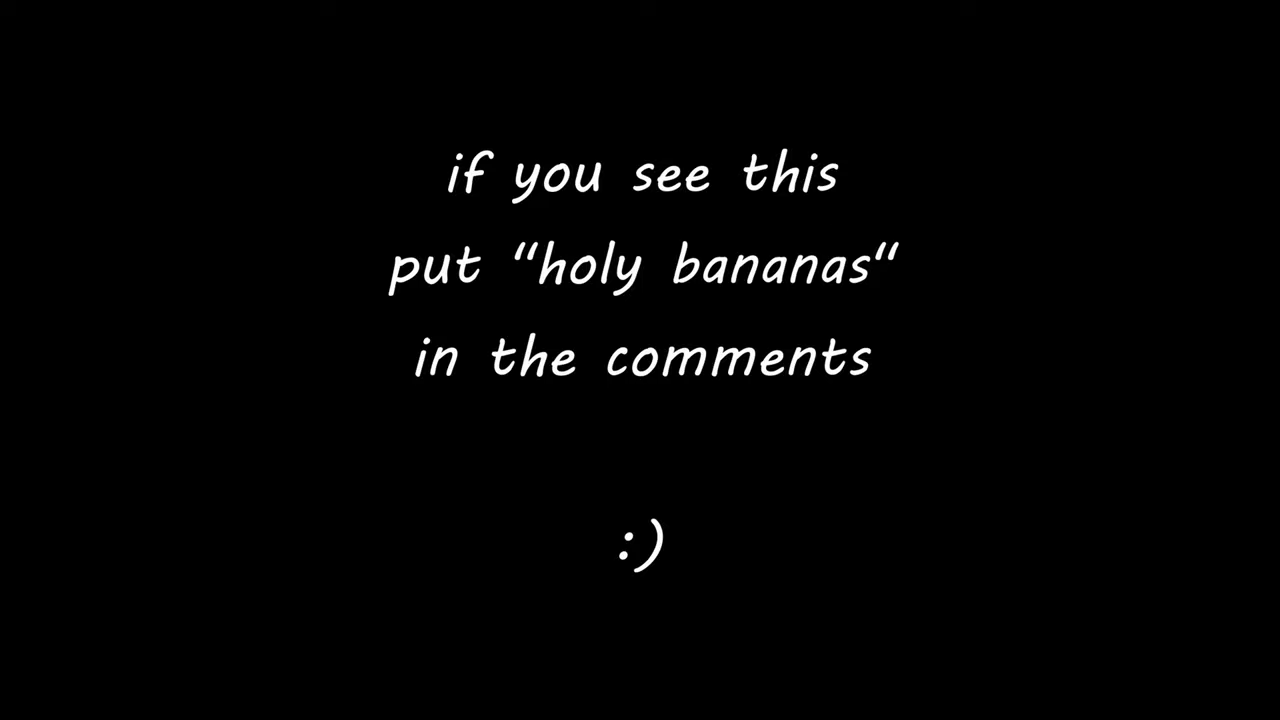 if you see this
put “holy bananas“
in the comments
:)